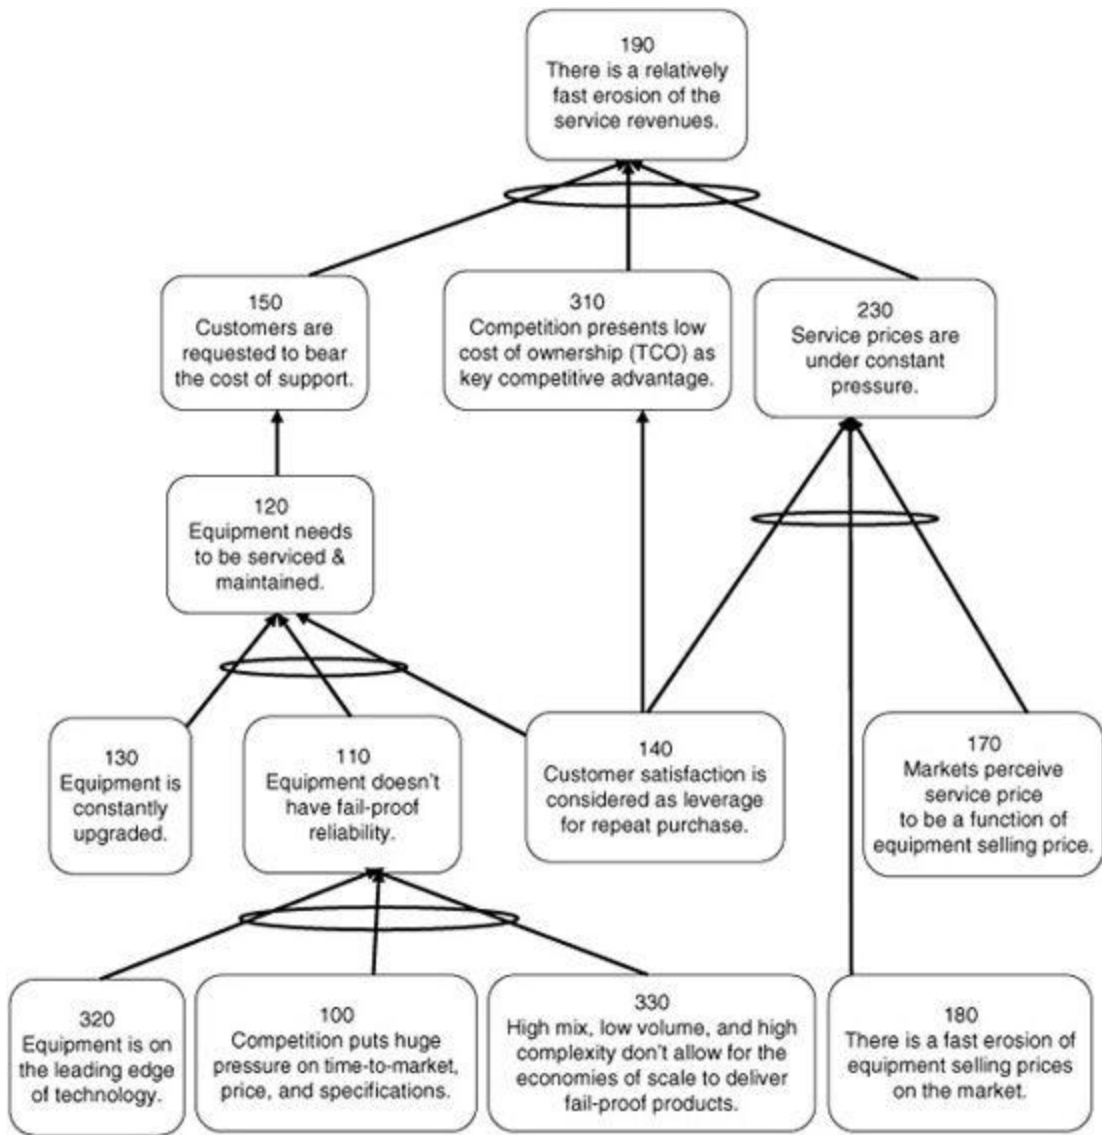 190
There is a relatively
fast erosion of the
service revenues.
150
Customers are
requested to bear
the cost of support.
310
Competition presents low
cost of ownership (TCO) as
key competitive advantage.
230
Service prices are
under constant
pressure.
120
Equipment needs
to be serviced &
maintained.
130
Equipment is
constantly
upgraded.
110
Equipment doesn't
have fail-proof
reliability.
140
Customer satisfaction is
considered as leverage
for repeat purchase.
170
Markets perceive
service price
to be a function of
equipment selling price.
320
Equipment is on
the leading edge
of technology.
100
Competition puts huge
pressure on time-to-market,
price, and specifications.
330
High mix, low volume, and high
complexity don't allow for the
economies of scale to deliver
fail-proof products.
180
There is a fast erosion of
equipment selling prices
on the market.